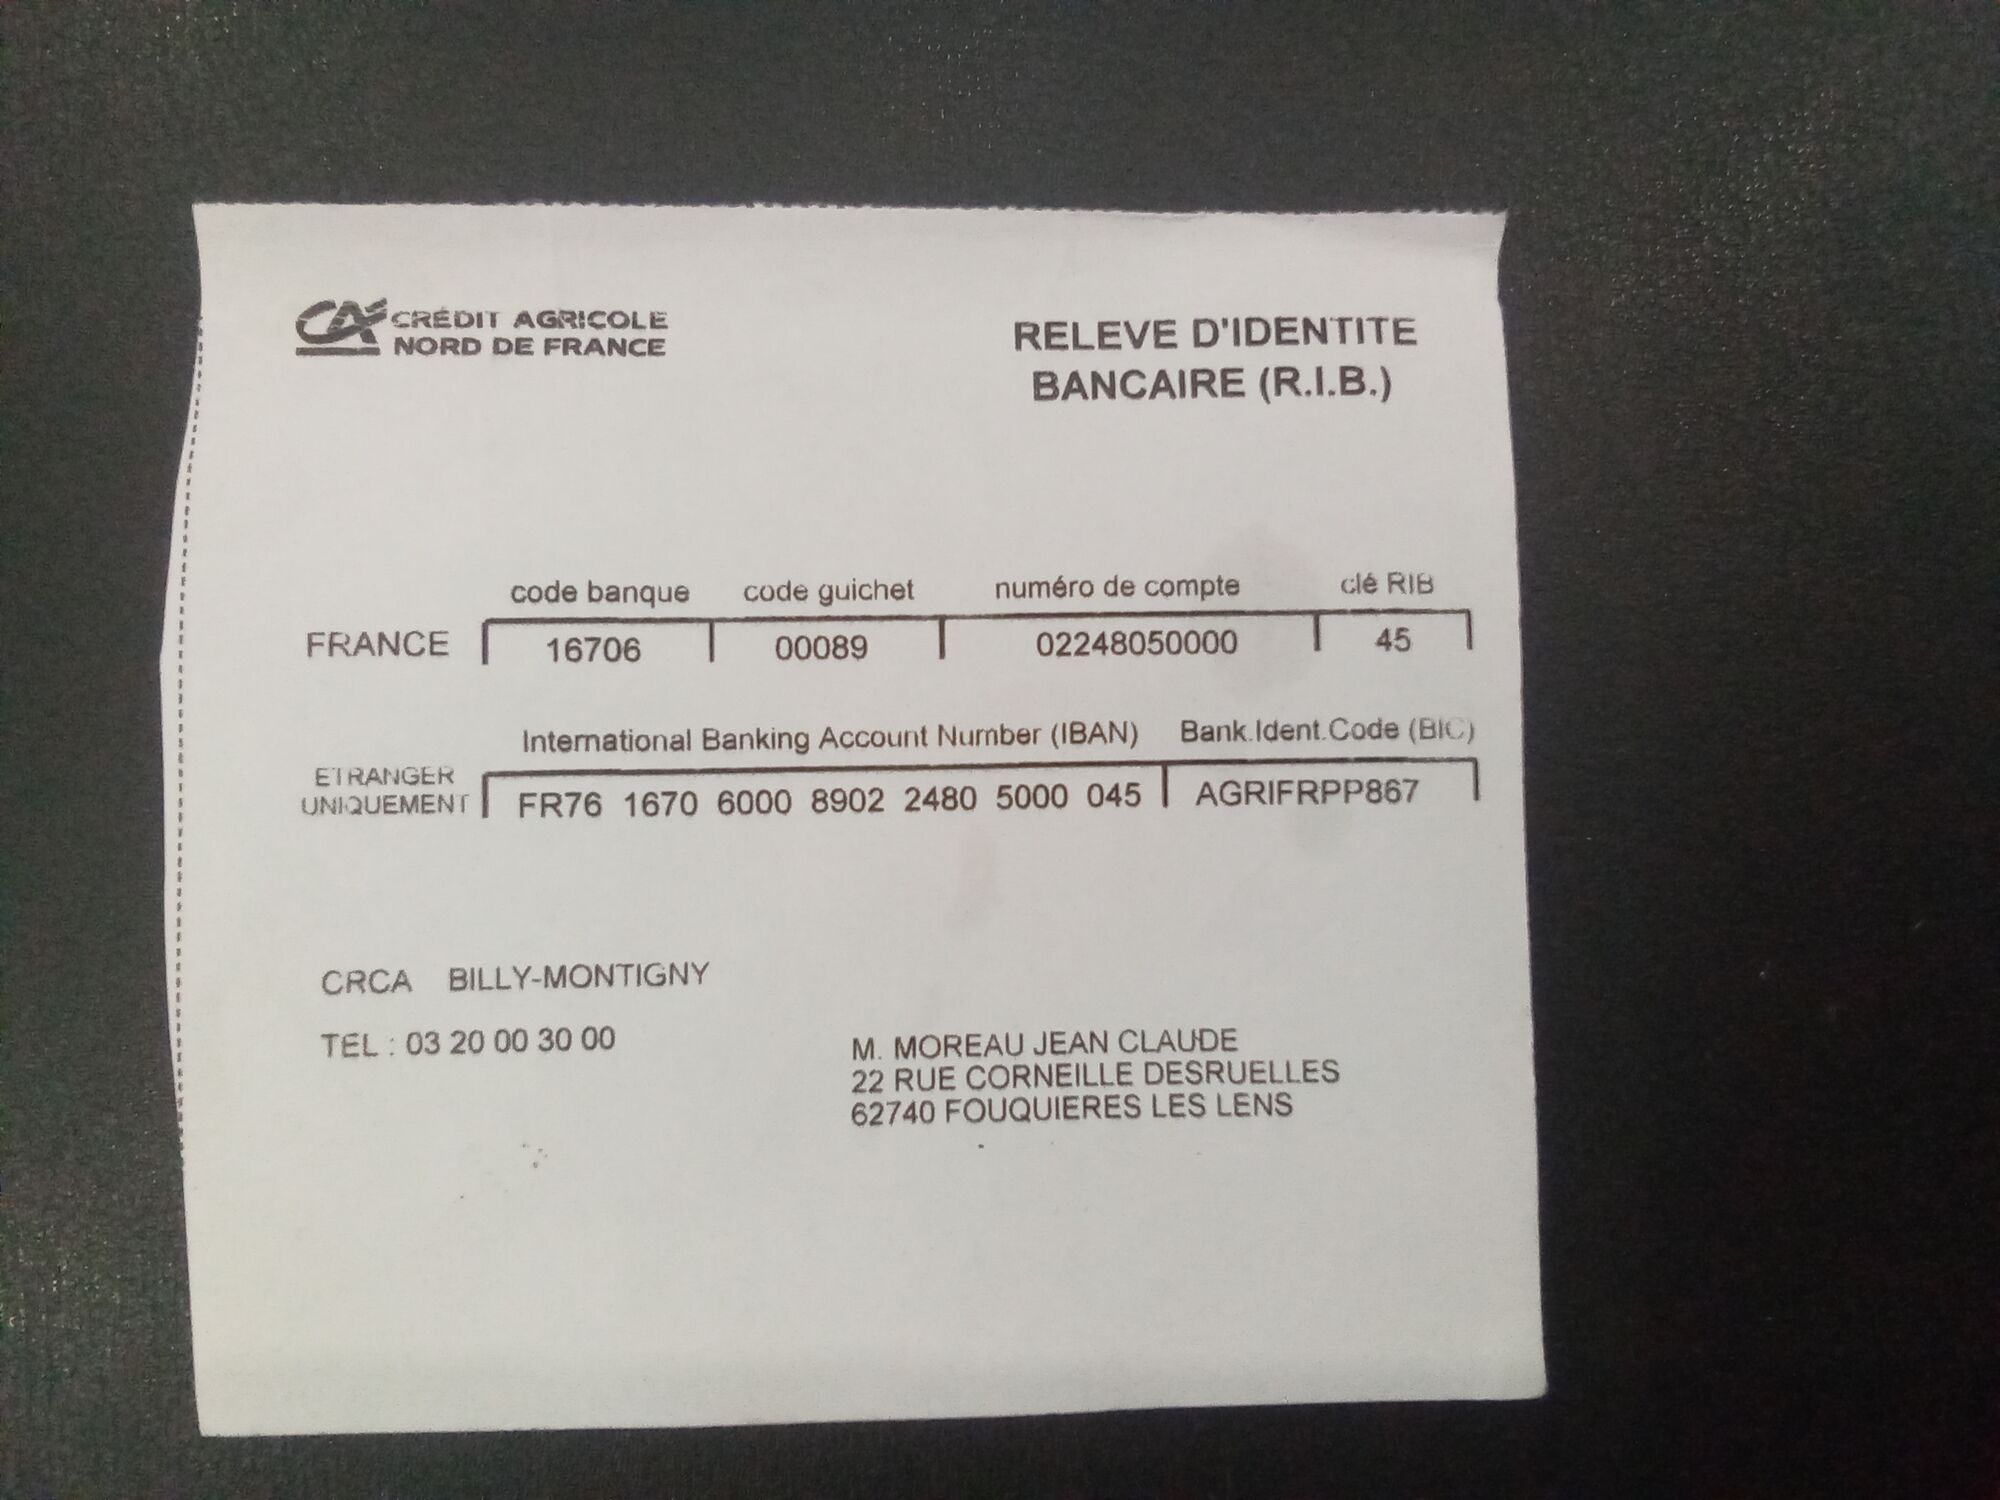 CRÉDIT AGRICOLE
NORD DE FRANCE
RELEVE D'IDENTITE
BANCAIRE (R.I.B.)
code banque code guichet numéro de compte clé RIB
FRANCE 16706 00089 02248050000 45
International Banking Account Number (IBAN) Bank.Ident.Code (BIC)
ETRANGER
UNIQUEMENT FR76 1670 6000 8902 2480 5000 045 AGRIFRPP867
CRCA BILLY-MONTIGNY
TEL : 03 20 00 30 00
M. MOREAU JEAN CLAUDE
22 RUE CORNEILLE DESRUELLES
62740 FOUQUIERES LES LENS